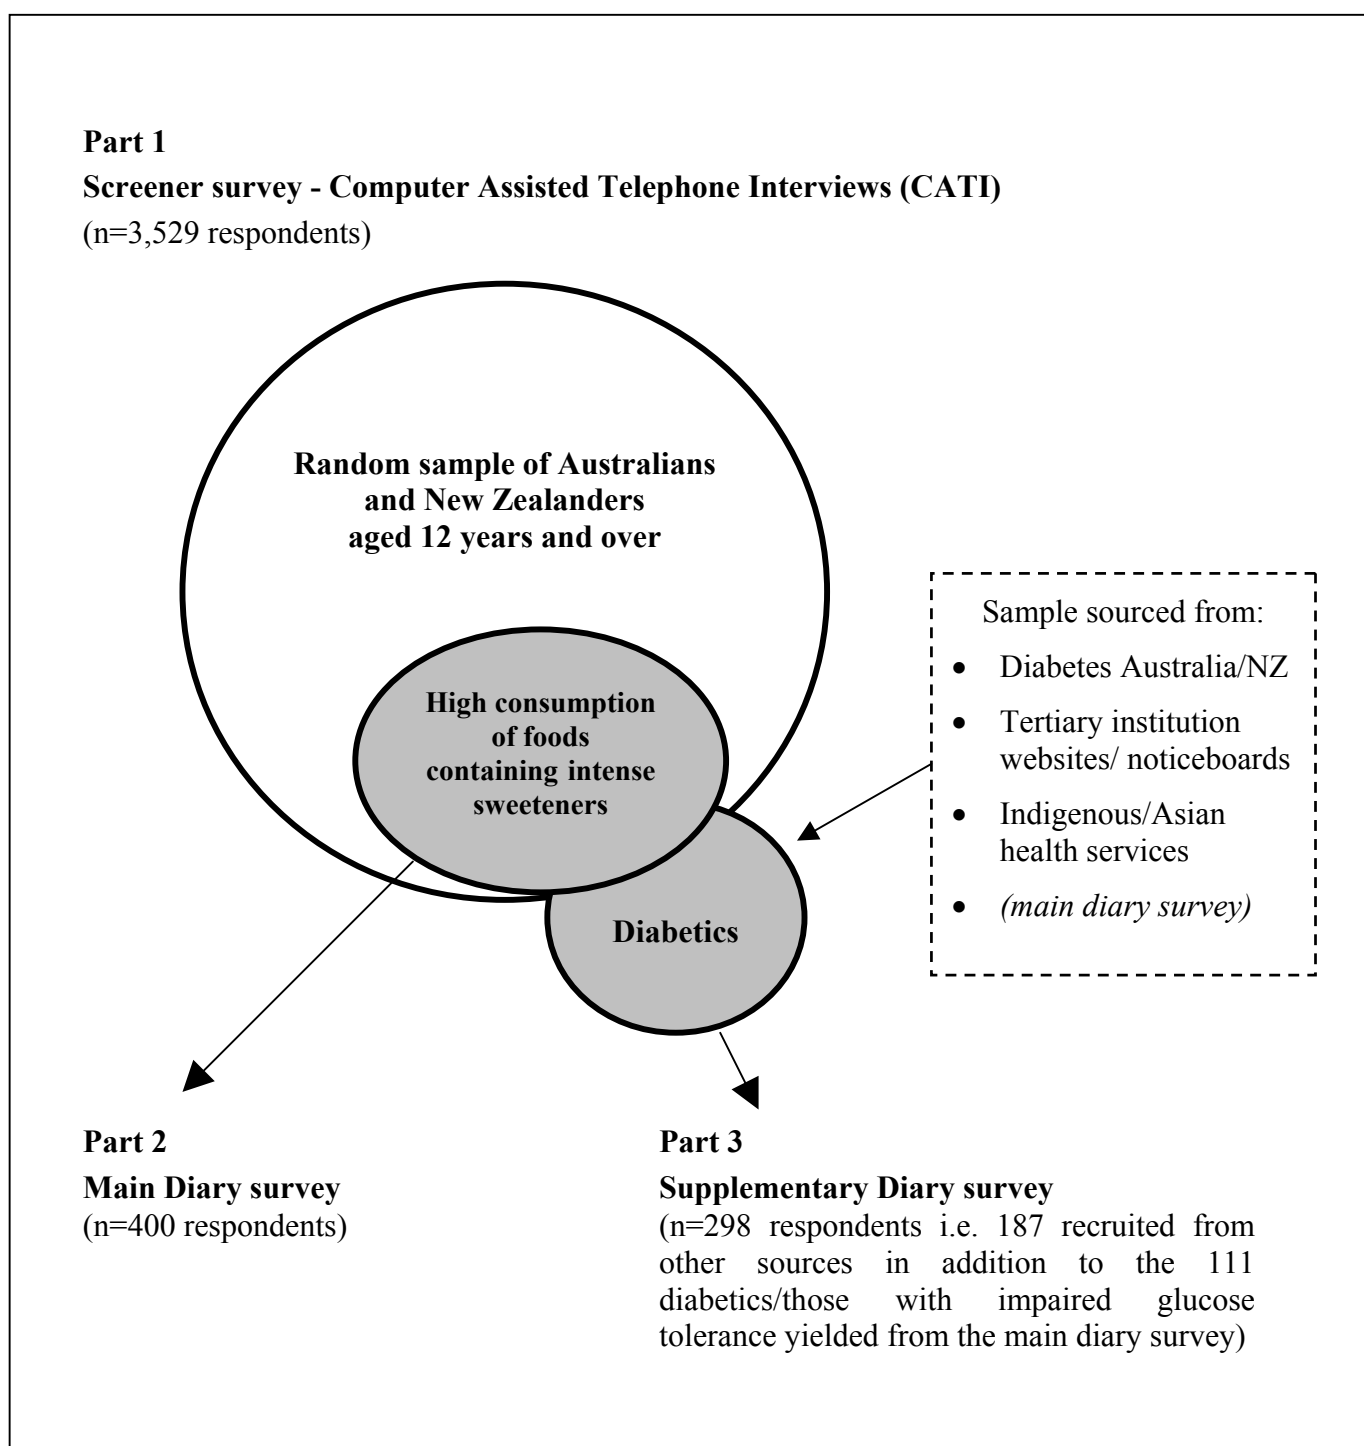 Part 1
Screener survey - Computer Assisted Telephone Interviews (CATI)
(n=3,529 respondents)
Random sample of Australians
and New Zealanders
aged 12 years and over
High consumption
of foods
containing intense
sweeteners
Diabetics
Sample sourced from:
• Diabetes Australia/NZ
• Tertiary institution
websites/ noticeboards
• Indigenous/Asian
health services
• (main diary survey)
Part 2
Main Diary survey
(n=400 respondents)
Part 3
Supplementary Diary survey
(n=298 respondents i.e. 187 recruited from
other sources in addition to the 111
diabetics/those with impaired glucose
tolerance yielded from the main diary survey)